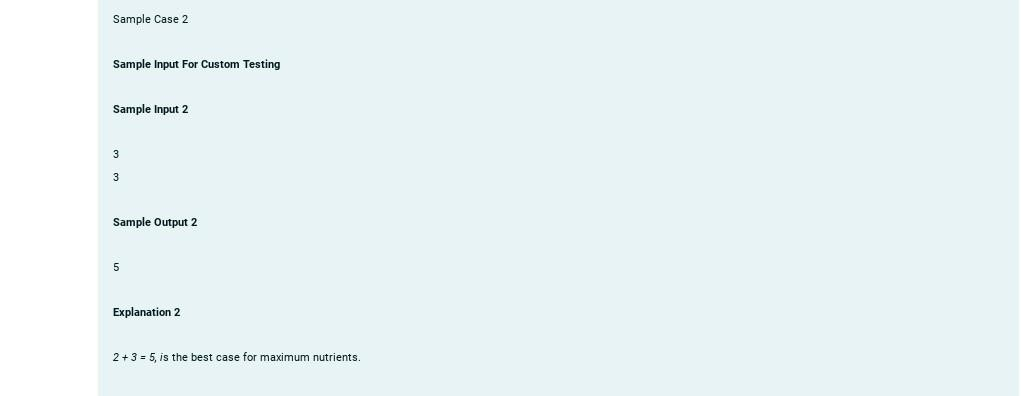 Sample Case 2
Sample Input For Custom Testing
Sample Input 2
3
3
Sample Output 2
5
Explanation 2
2 + 3 = 5, is the best case for maximum nutrients.